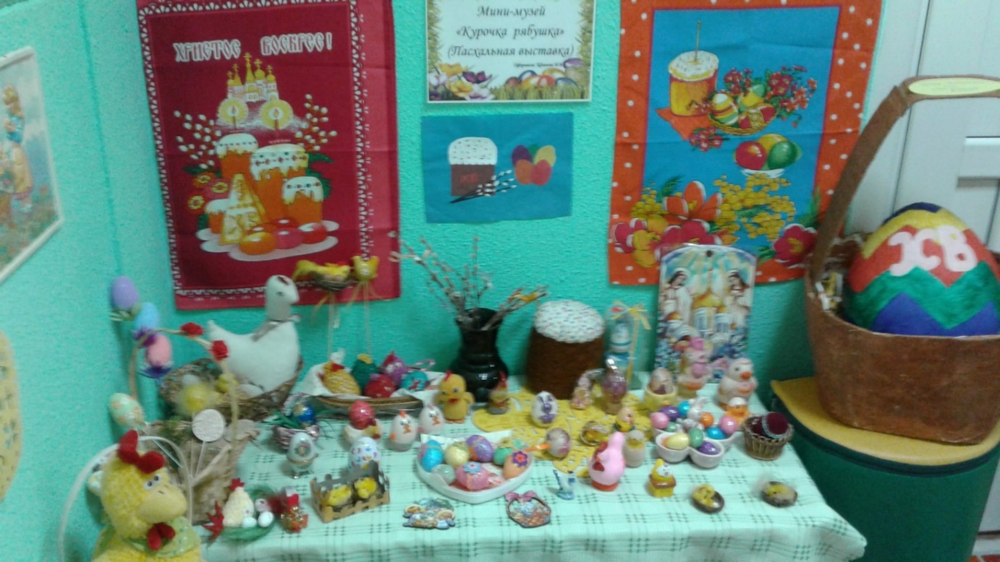 ХРИСТОС ВОСКРЕС!
Мини-музей
«Курочка рябушка»
(Пасхальная выставка)
ХВ
ХВ